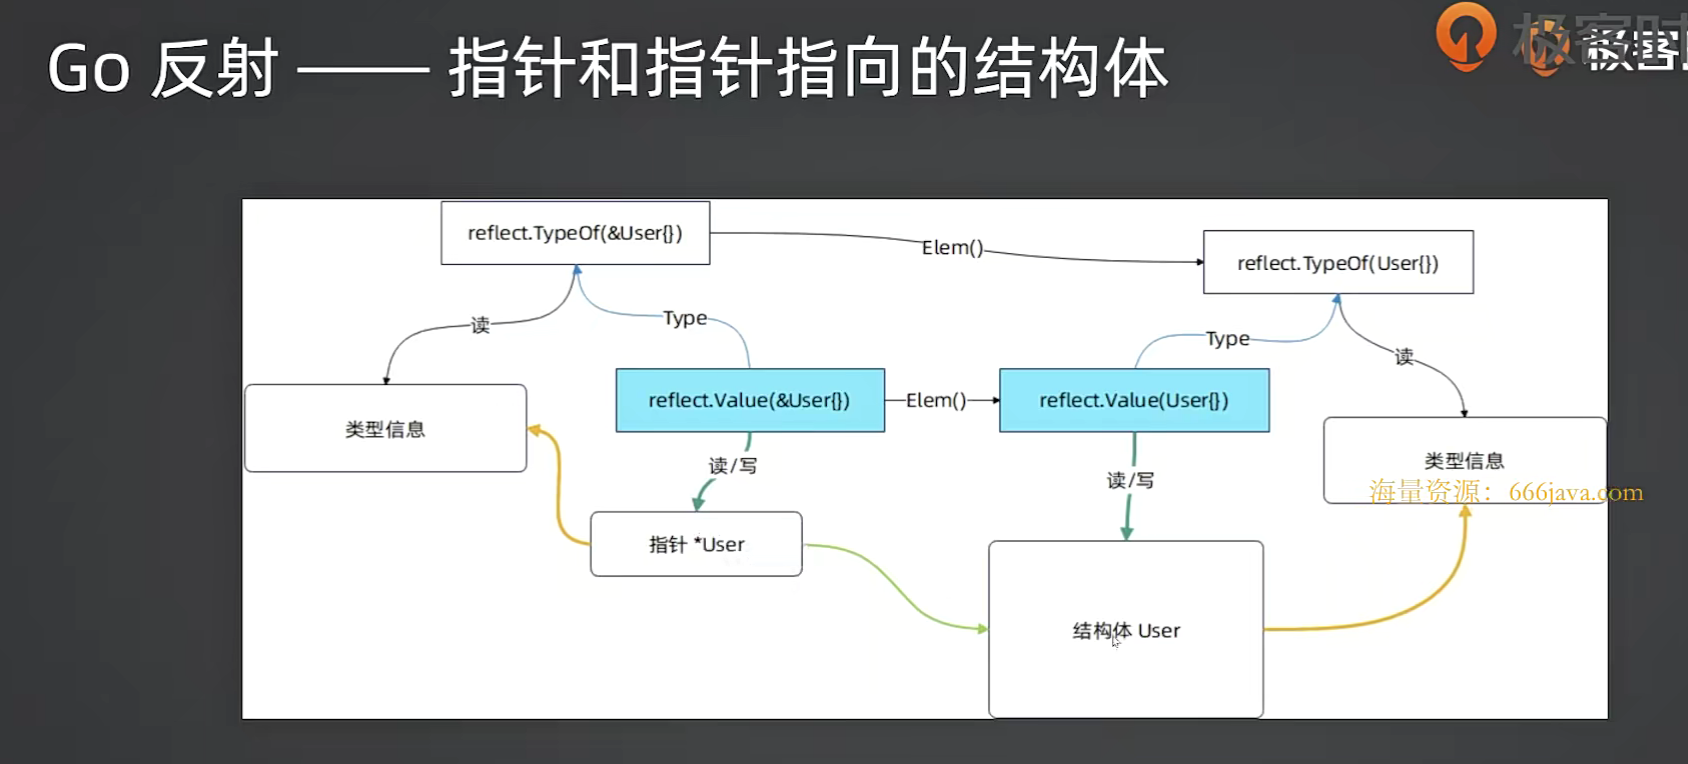 Go 反射 —— 指针和指针指向的结构体
极客时
极客
reflect.TypeOf(&User{})
Elem()
reflect.TypeOf(User{})
读
Type
Type
读
类型信息
reflect.Value(&User{})
Elem()
reflect.Value(User{})
类型信息
读/写
读/写
海量资源：666java.com
指针 *User
结构体 User